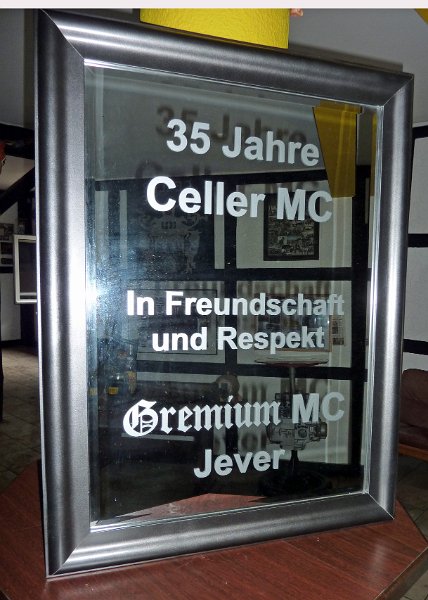 35 Jahre
Celler MC
In Freundschaft
und Respekt
Gremium MC
Jever